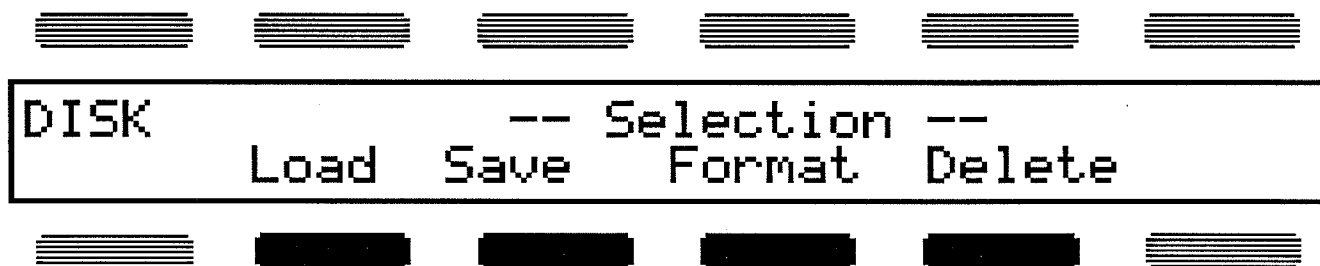 DISK -- Selection --
Load Save Format Delete